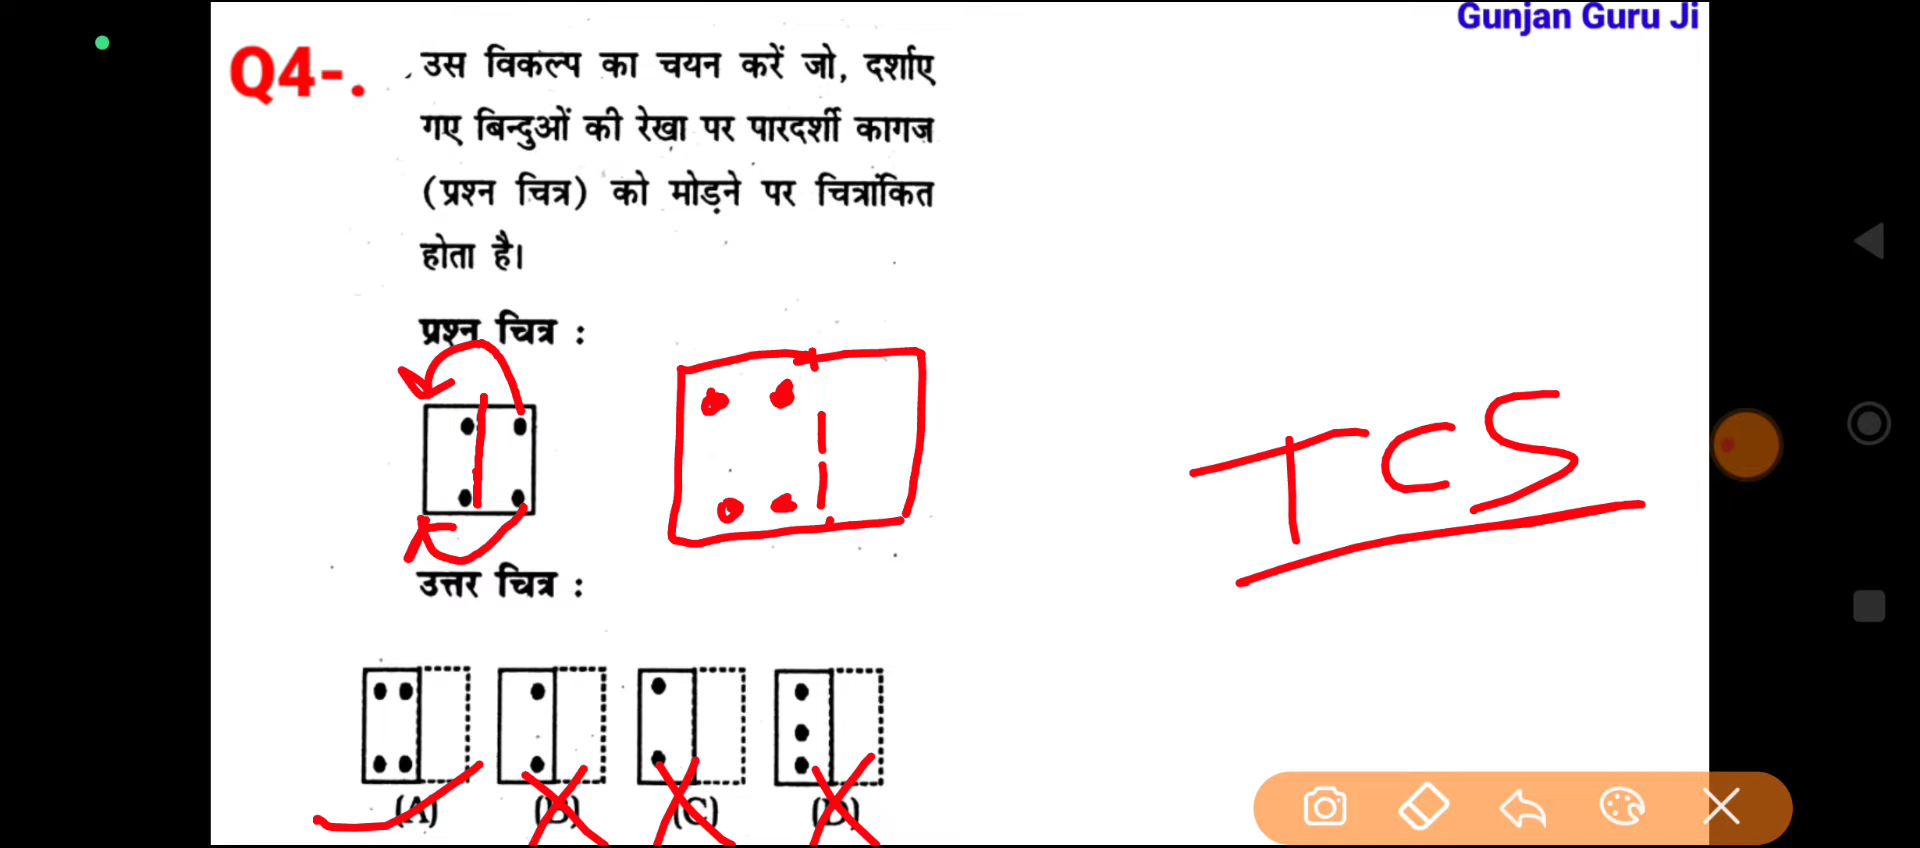 Gunjan Guru Ji
Q4-.
उस विकल्प का चयन करें जो, दर्शाए
गए बिन्दुओं की रेखा पर पारदर्शी कागज
(प्रश्न चित्र) को मोड़ने पर चित्रांकित
होता है।
प्रश्न चित्र :
TCS
उत्तर चित्र :
(A) (B) (C) (D)